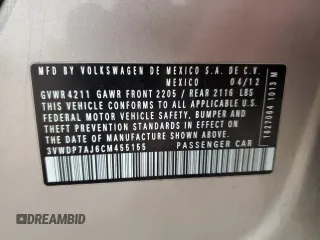 MFD BY VOLKSWAGEN DE MEXICO S.A. DE C.V.
MEXICO 04/12
GVWR 4211 GAWR FRONT 2205 / REAR 2116 LBS
THIS VEHICLE CONFORMS TO ALL APPLICABLE U.S.
FEDERAL MOTOR VEHICLE SAFETY, BUMPER, AND
THEFT PREVENTION STANDARDS IN EFFECT ON
THE DATE OF MANUFACTURE SHOWN ABOVE.
3VWDP7AJ6CM455155 PASSENGER CAR
1S27064 1013 M
DREAMBID